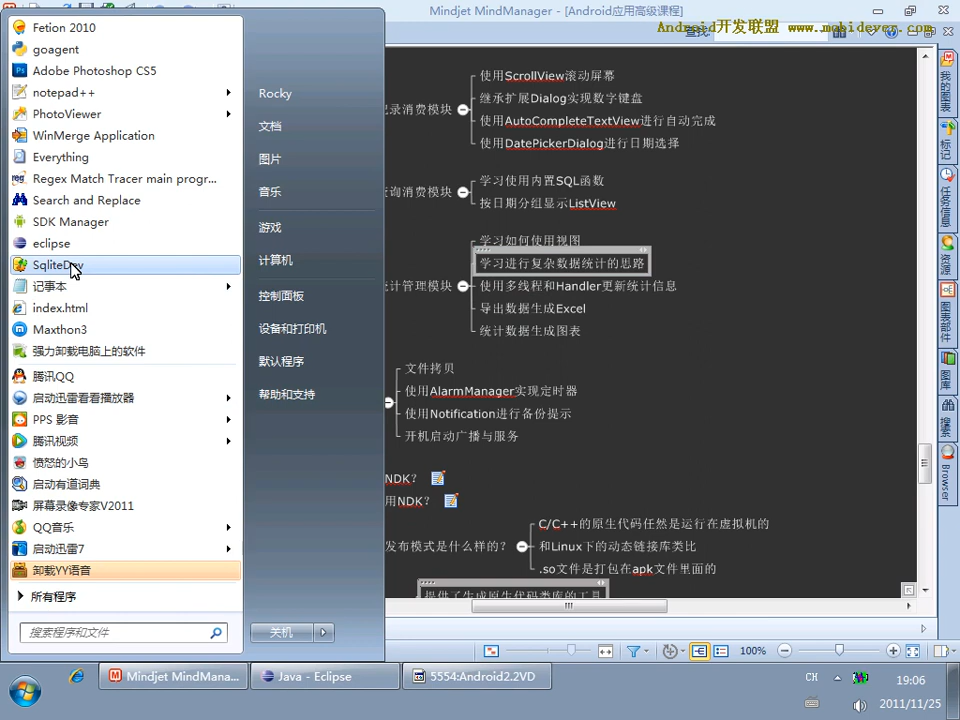 Mindjet MindManager - [Android应用高级课程]
Android开发联盟 www.mobidever.com
Fetion 2010
goagent
Adobe Photoshop CS5
notepad++
PhotoViewer
WinMerge Application
Everything
Regex Match Tracer main progr...
Search and Replace
SDK Manager
eclipse
SqliteDev
记事本
index.html
Maxthon3
强力卸载电脑上的软件
腾讯QQ
启动迅雷看看播放器
PPS 影音
腾讯视频
愤怒的小鸟
启动有道词典
屏幕录像专家V2011
QQ音乐
启动迅雷7
卸载YY语音
所有程序
搜索程序和文件
Rocky
文档
图片
音乐
游戏
计算机
控制面板
设备和打印机
默认程序
帮助和支持
关机
记录消费模块
使用ScrollView滚动屏幕
继承扩展Dialog实现数字键盘
使用AutoCompleteTextView进行自动完成
使用DatePickerDialog进行日期选择
查询消费模块
学习使用内置SQL函数
按日期分组显示ListView
统计管理模块
学习如何使用视图
学习进行复杂数据统计的思路
使用多线程和Handler更新统计信息
导出数据生成Excel
统计数据生成图表
文件拷贝
使用AlarmManager实现定时器
使用Notification进行备份提示
开机启动广播与服务
NDK?
用NDK?
发布模式是什么样的?
C/C++的原生代码任然是运行在虚拟机的
和Linux下的动态链接库类比
.so文件是打包在apk文件里面的
提供了生成原生代码类库的工具
我的图表
标记
任务信息
资源
图表部件
图库
搜索
Browser
100%
Mindjet MindMana...
Java - Eclipse
5554:Android2.2VD
CH
19:06
2011/11/25